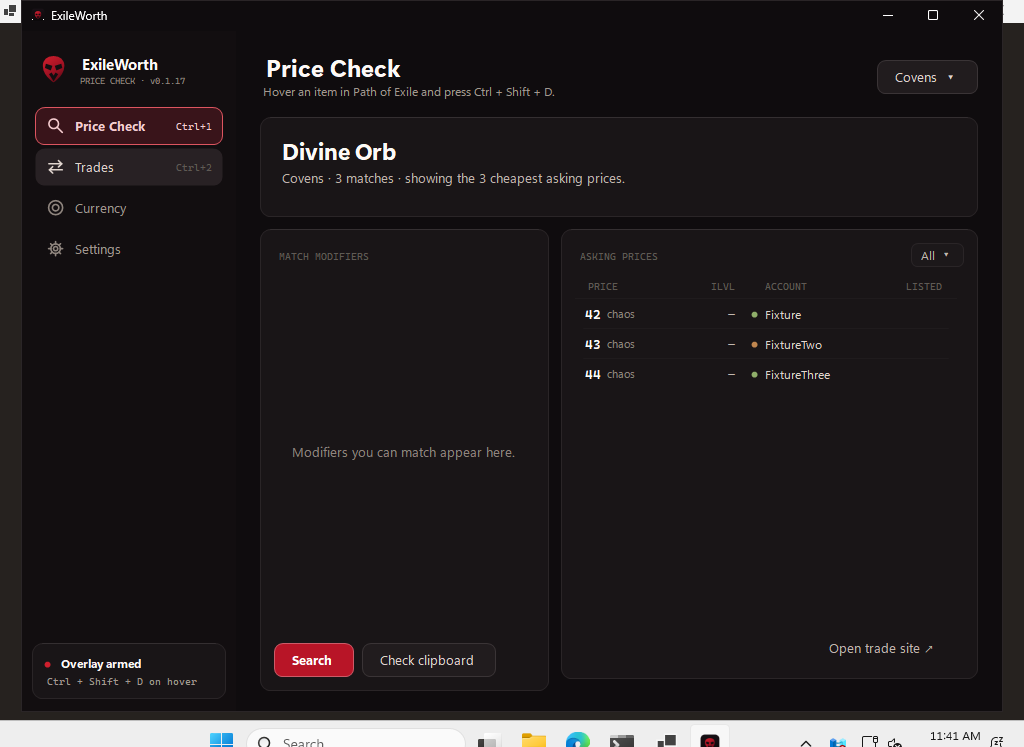 ExileWorth
ExileWorth
PRICE CHECK · v0.1.17
Price Check Ctrl+1
Trades Ctrl+2
Currency
Settings
Overlay armed
Ctrl + Shift + D on hover
Price Check
Hover an item in Path of Exile and press Ctrl + Shift + D.
Covens ▾
Divine Orb
Covens · 3 matches · showing the 3 cheapest asking prices.
MATCH MODIFIERS
Modifiers you can match appear here.
Search Check clipboard
ASKING PRICES All ▾
PRICE ILVL ACCOUNT LISTED
42 chaos – Fixture
43 chaos – FixtureTwo
44 chaos – FixtureThree
Open trade site ↗
Search 11:41 AM